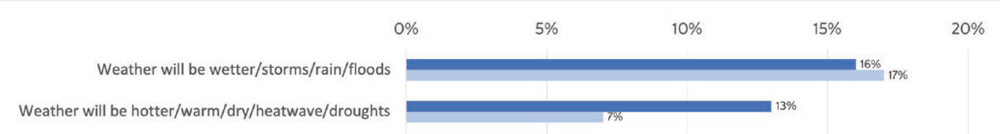 0% 5% 10% 15% 20%
Weather will be wetter/storms/rain/floods 16%
17%
Weather will be hotter/warm/dry/heatwave/droughts 13%
7%